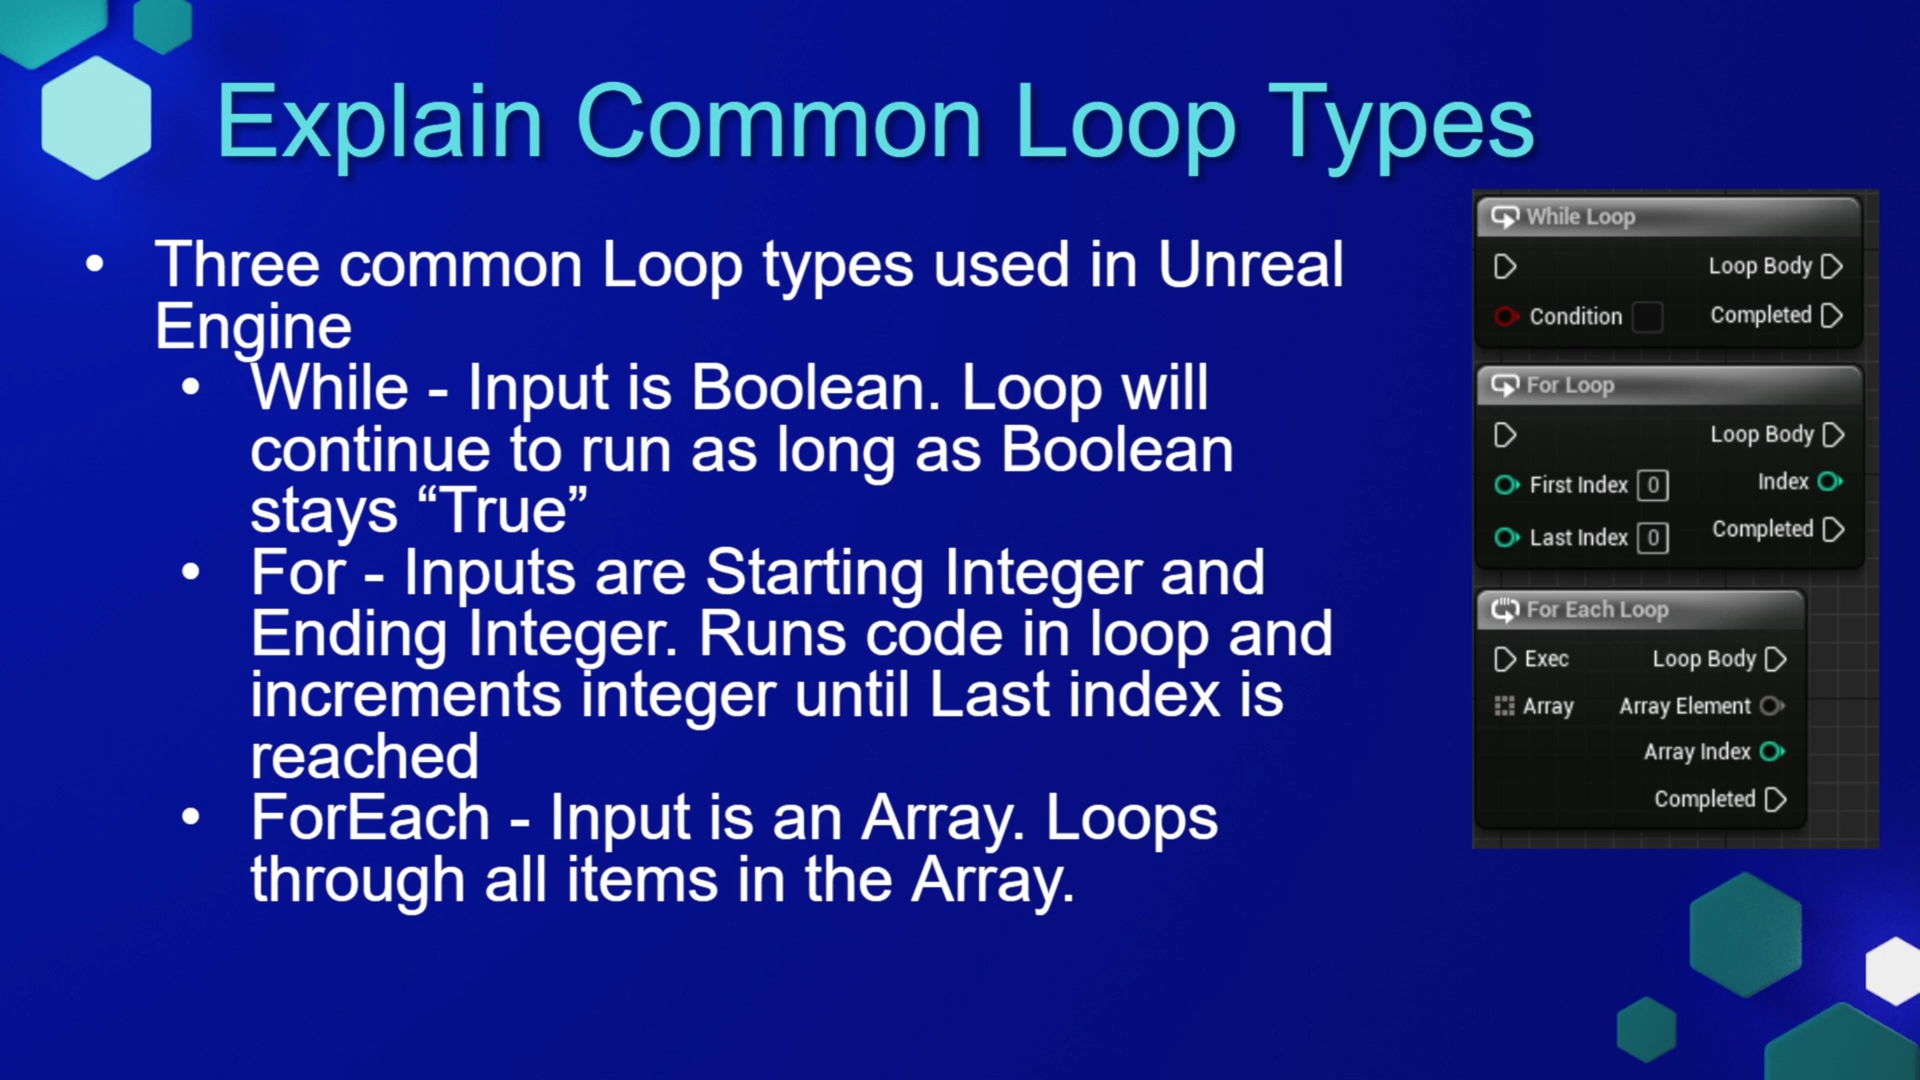 Explain Common Loop Types
• Three common Loop types used in Unreal
Engine
• While - Input is Boolean. Loop will
continue to run as long as Boolean
stays “True”
• For - Inputs are Starting Integer and
Ending Integer. Runs code in loop and
increments integer until Last index is
reached
• ForEach - Input is an Array. Loops
through all items in the Array.
While Loop
Loop Body
Condition Completed
For Loop
Loop Body
First Index 0 Index
Last Index 0 Completed
For Each Loop
Exec Loop Body
Array Array Element
Array Index
Completed